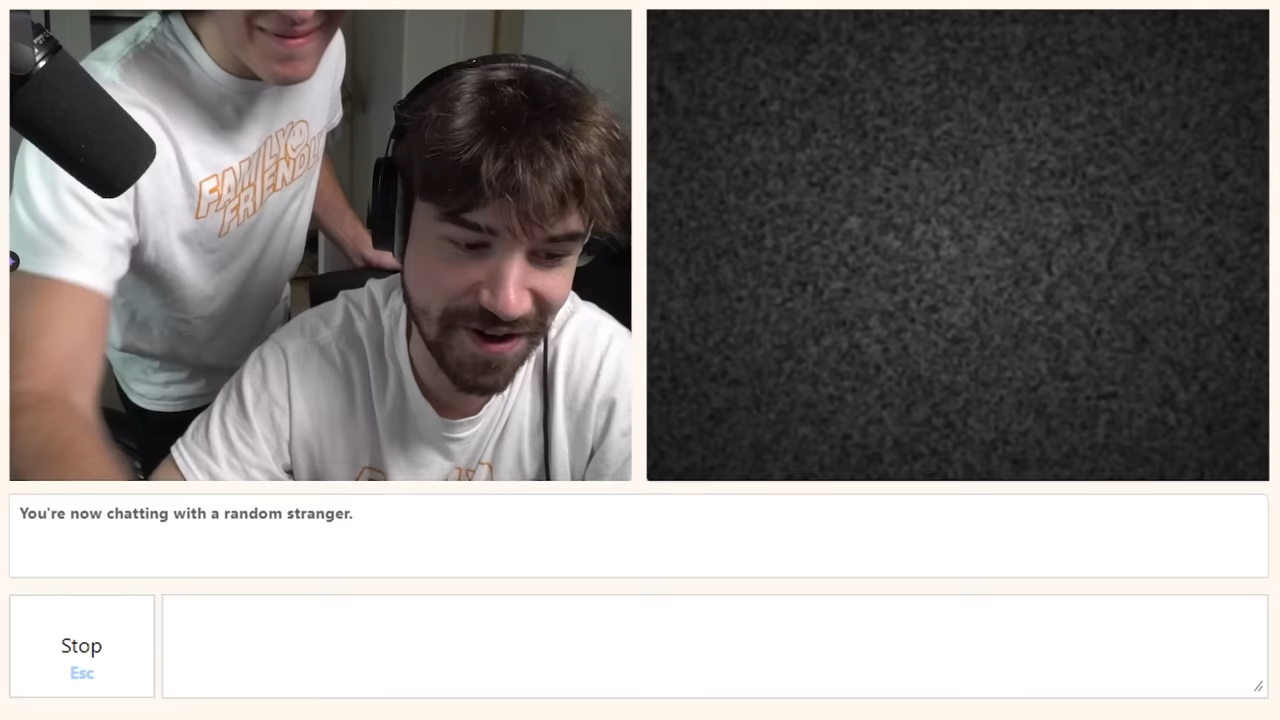 FAMILY
FRIENDLY
You're now chatting with a random stranger.
Stop
Esc